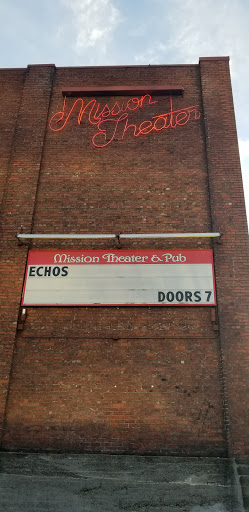 Mission
Theater
Mission Theater & Pub
ECHOS
DOORS 7